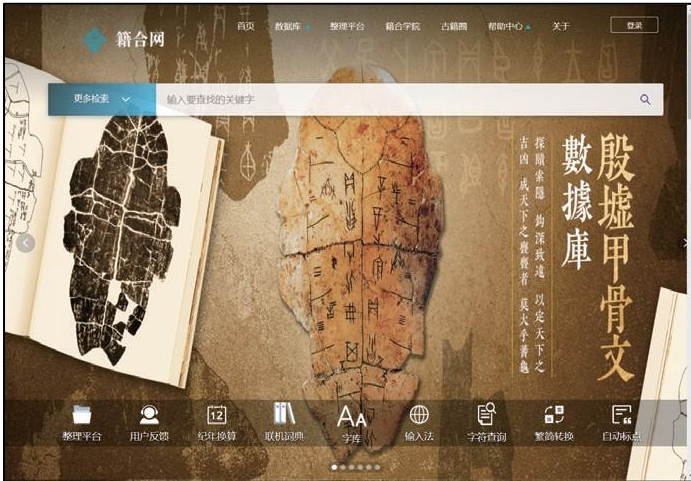 籍合网
首页 数据库 整理平台 籍合学院 古籍圈 帮助中心 关于 登录
更多检索 输入要查找的关键字
殷墟甲骨文
數據庫
探賾索隱 鉤深致遠 以定天下之
吉凶 成天下之亹亹者 莫大乎蓍龜
整理平台 用户反馈 纪年换算 联机词典 字库 输入法 字符查询 繁简转换 自动标点